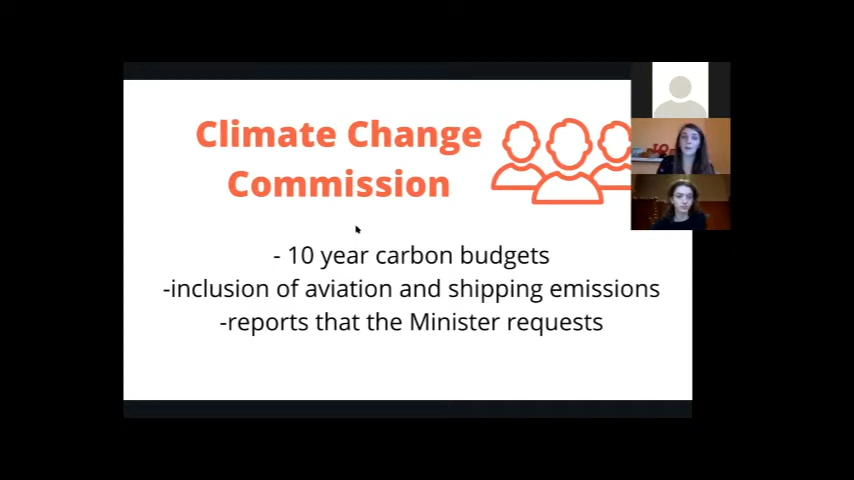 Climate Change
Commission
- 10 year carbon budgets
-inclusion of aviation and shipping emissions
-reports that the Minister requests